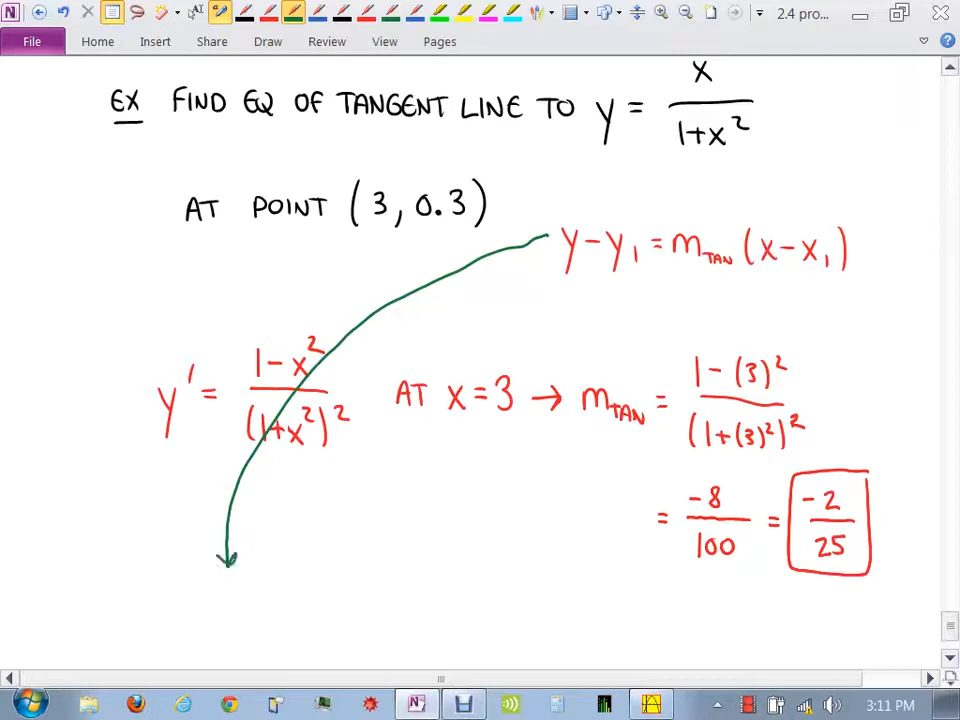 2.4 pro...
File Home Insert Share Draw Review View Pages
EX FIND EQ OF TANGENT LINE TO y = x / (1+x²)
AT POINT (3, 0.3)
y - y₁ = m_TAN (x - x₁)
y' = (1 - x²) / (1+x²)² AT x = 3 → m_TAN = (1 - (3)²) / (1+(3)²)²
= -8 / 100 = -2 / 25
3:11 PM